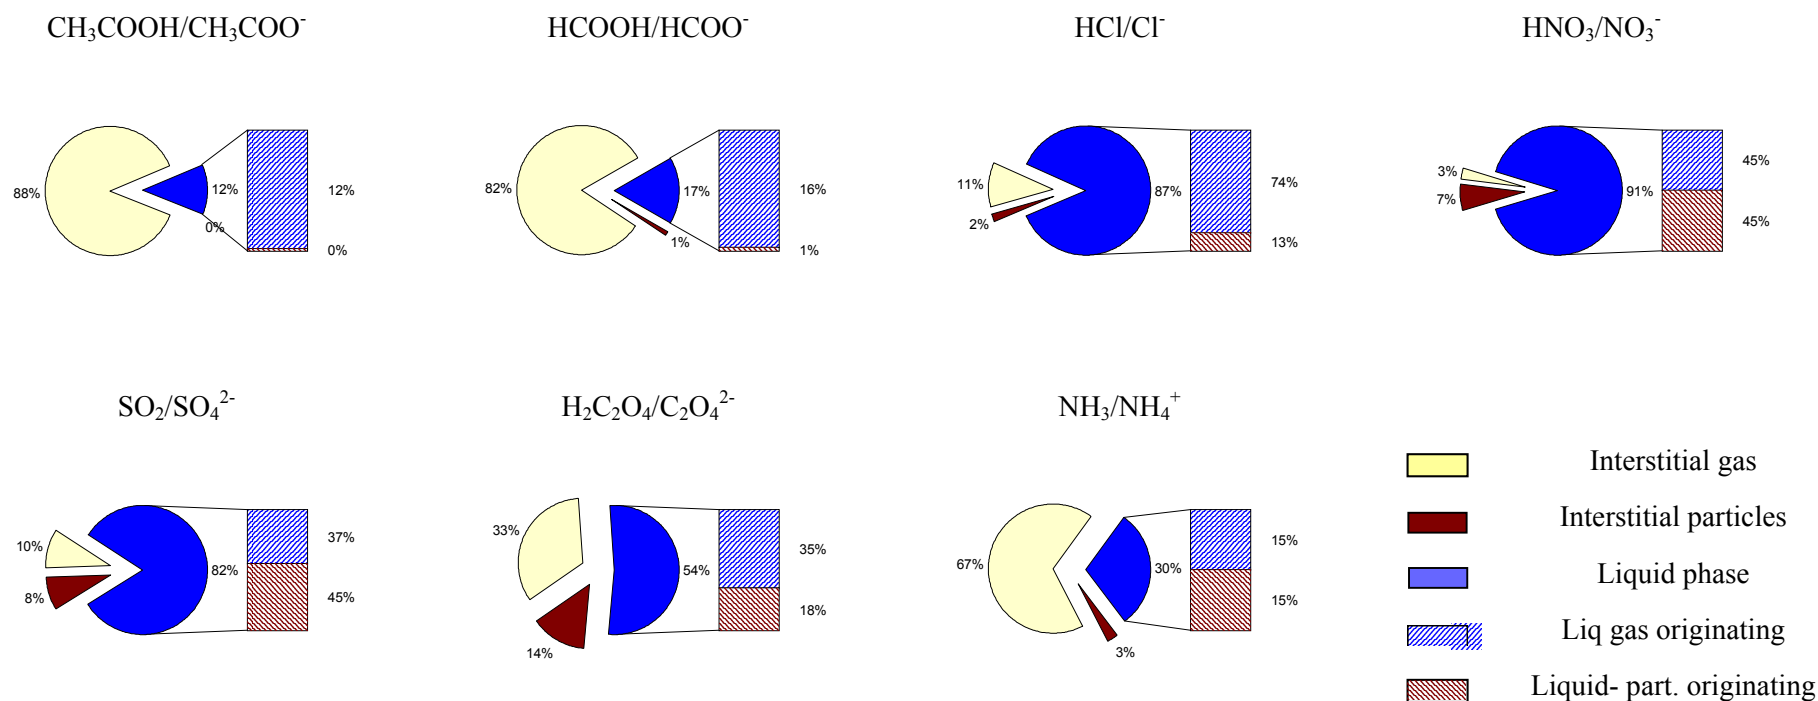 CH₃COOH/CH₃COO⁻
HCOOH/HCOO⁻
HCl/Cl⁻
HNO₃/NO₃⁻
88%
12%
0%
12%
0%
82%
17%
1%
16%
1%
11%
2%
87%
74%
13%
3%
7%
91%
45%
45%
SO₂/SO₄²⁻
H₂C₂O₄/C₂O₄²⁻
NH₃/NH₄⁺
10%
8%
82%
37%
45%
33%
14%
54%
35%
18%
67%
3%
30%
15%
15%
Interstitial gas
Interstitial particles
Liquid phase
Liq gas originating
Liquid- part. originating